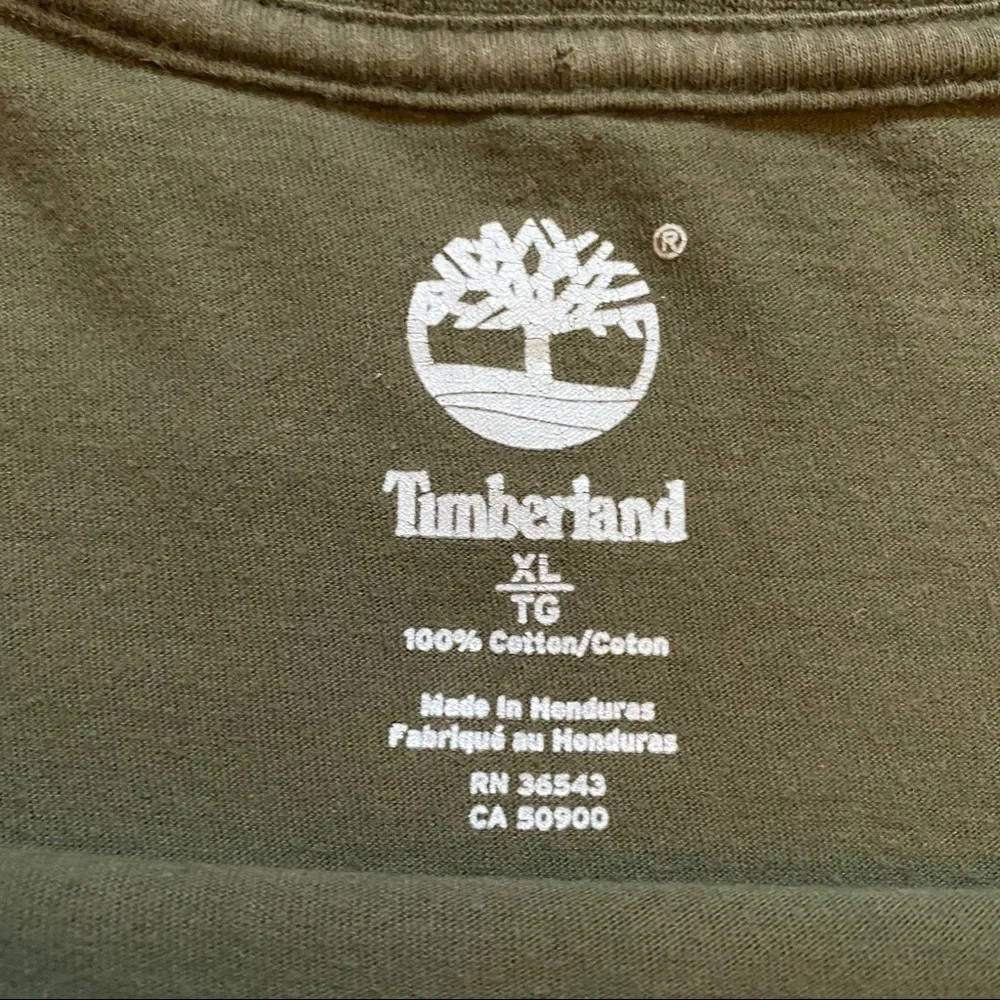 ®
Timberland
XL
TG
100% Cotton/Coton
Made in Honduras
Fabriqué au Honduras
RN 36543
CA 50900